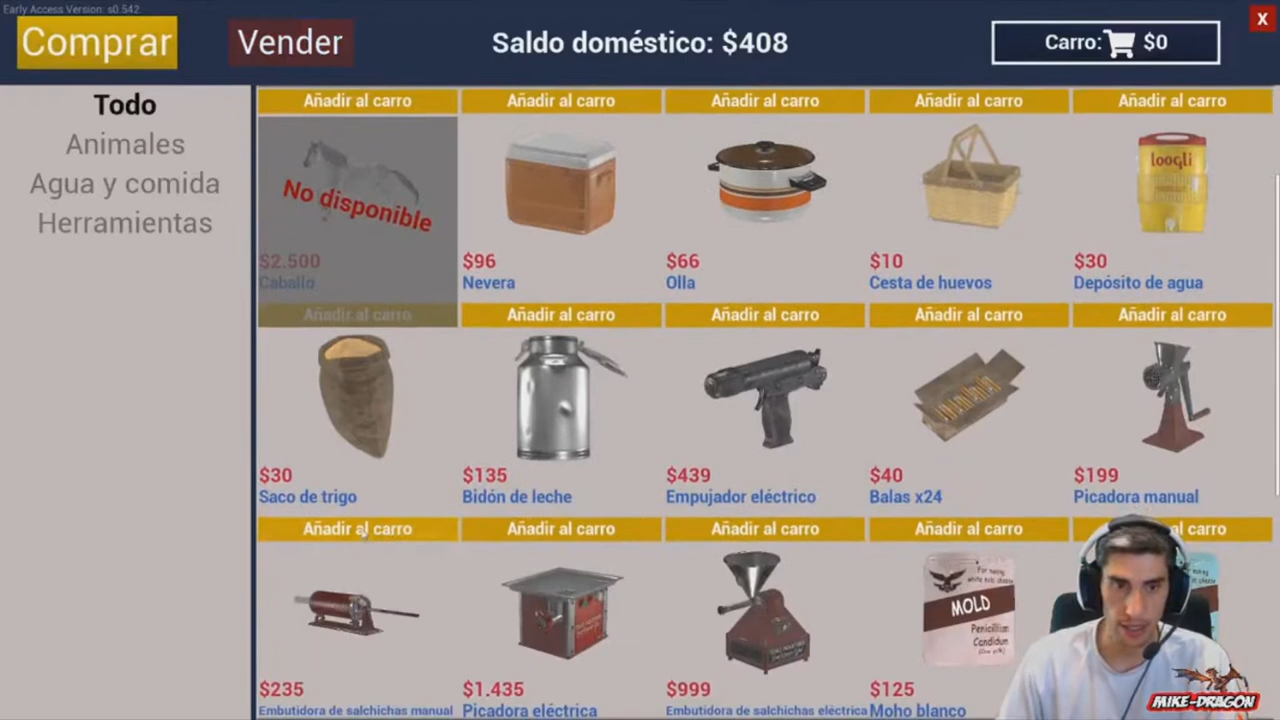 Early Access Version: s0.542
Comprar
Vender
Saldo doméstico: $408
Carro: $0
X
Todo
Animales
Agua y comida
Herramientas
Añadir al carro
Añadir al carro
Añadir al carro
Añadir al carro
Añadir al carro
No disponible
loogli
$2.500
$96
$66
$10
$30
Caballo
Nevera
Olla
Cesta de huevos
Depósito de agua
Añadir al carro
Añadir al carro
Añadir al carro
Añadir al carro
Añadir al carro
$30
$135
$439
$40
$199
Saco de trigo
Bidón de leche
Empujador eléctrico
Balas x24
Picadora manual
Añadir al carro
Añadir al carro
Añadir al carro
Añadir al carro
al carro
MOLD
Penicillium
Candidum
$235
$1.435
$999
$125
Embutidora de salchichas manual
Picadora eléctrica
Embutidora de salchichas eléctrica
Moho blanco
MIKE-DRAGON